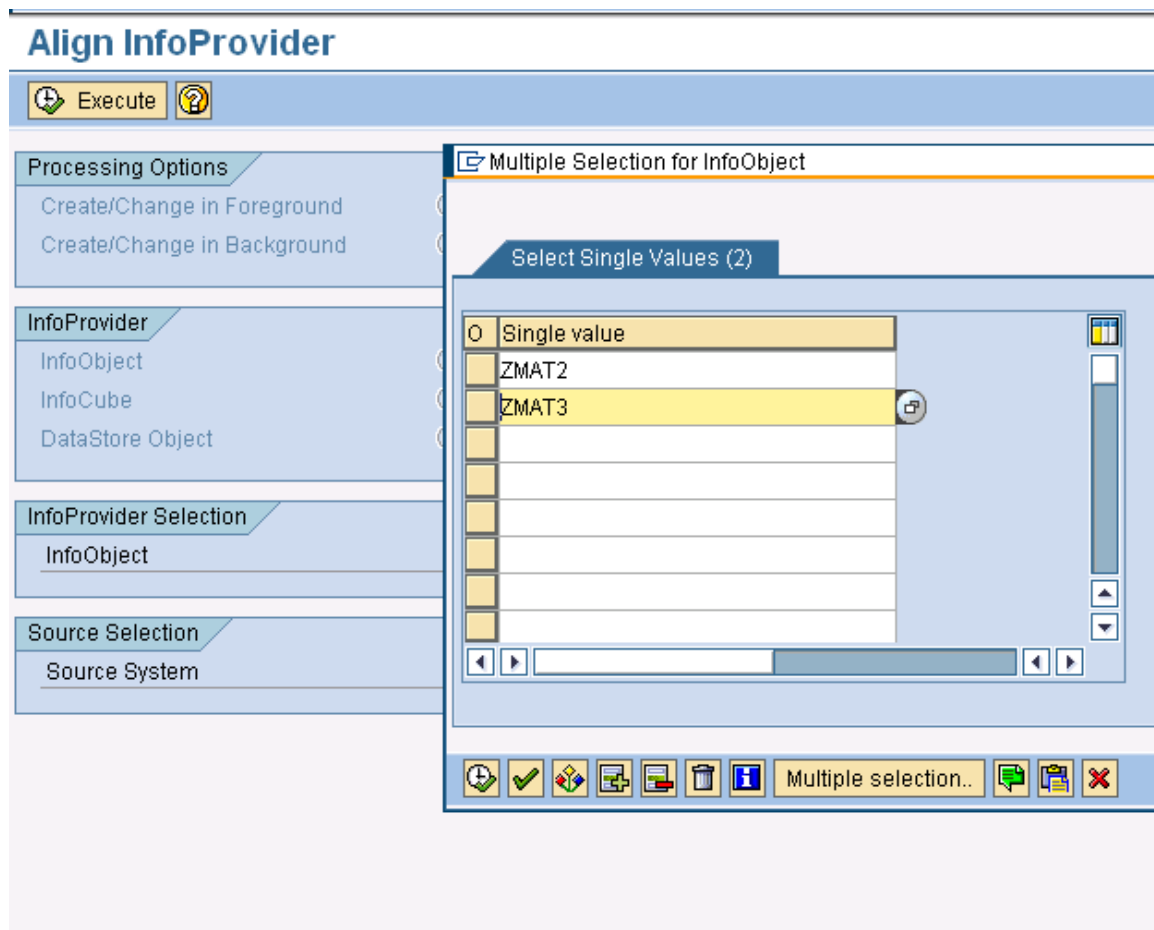 Align InfoProvider
Execute
Processing Options
Create/Change in Foreground
Create/Change in Background
InfoProvider
InfoObject
InfoCube
DataStore Object
InfoProvider Selection
InfoObject
Source Selection
Source System
Multiple Selection for InfoObject
Select Single Values (2)
O Single value
ZMAT2
ZMAT3
Multiple selection..